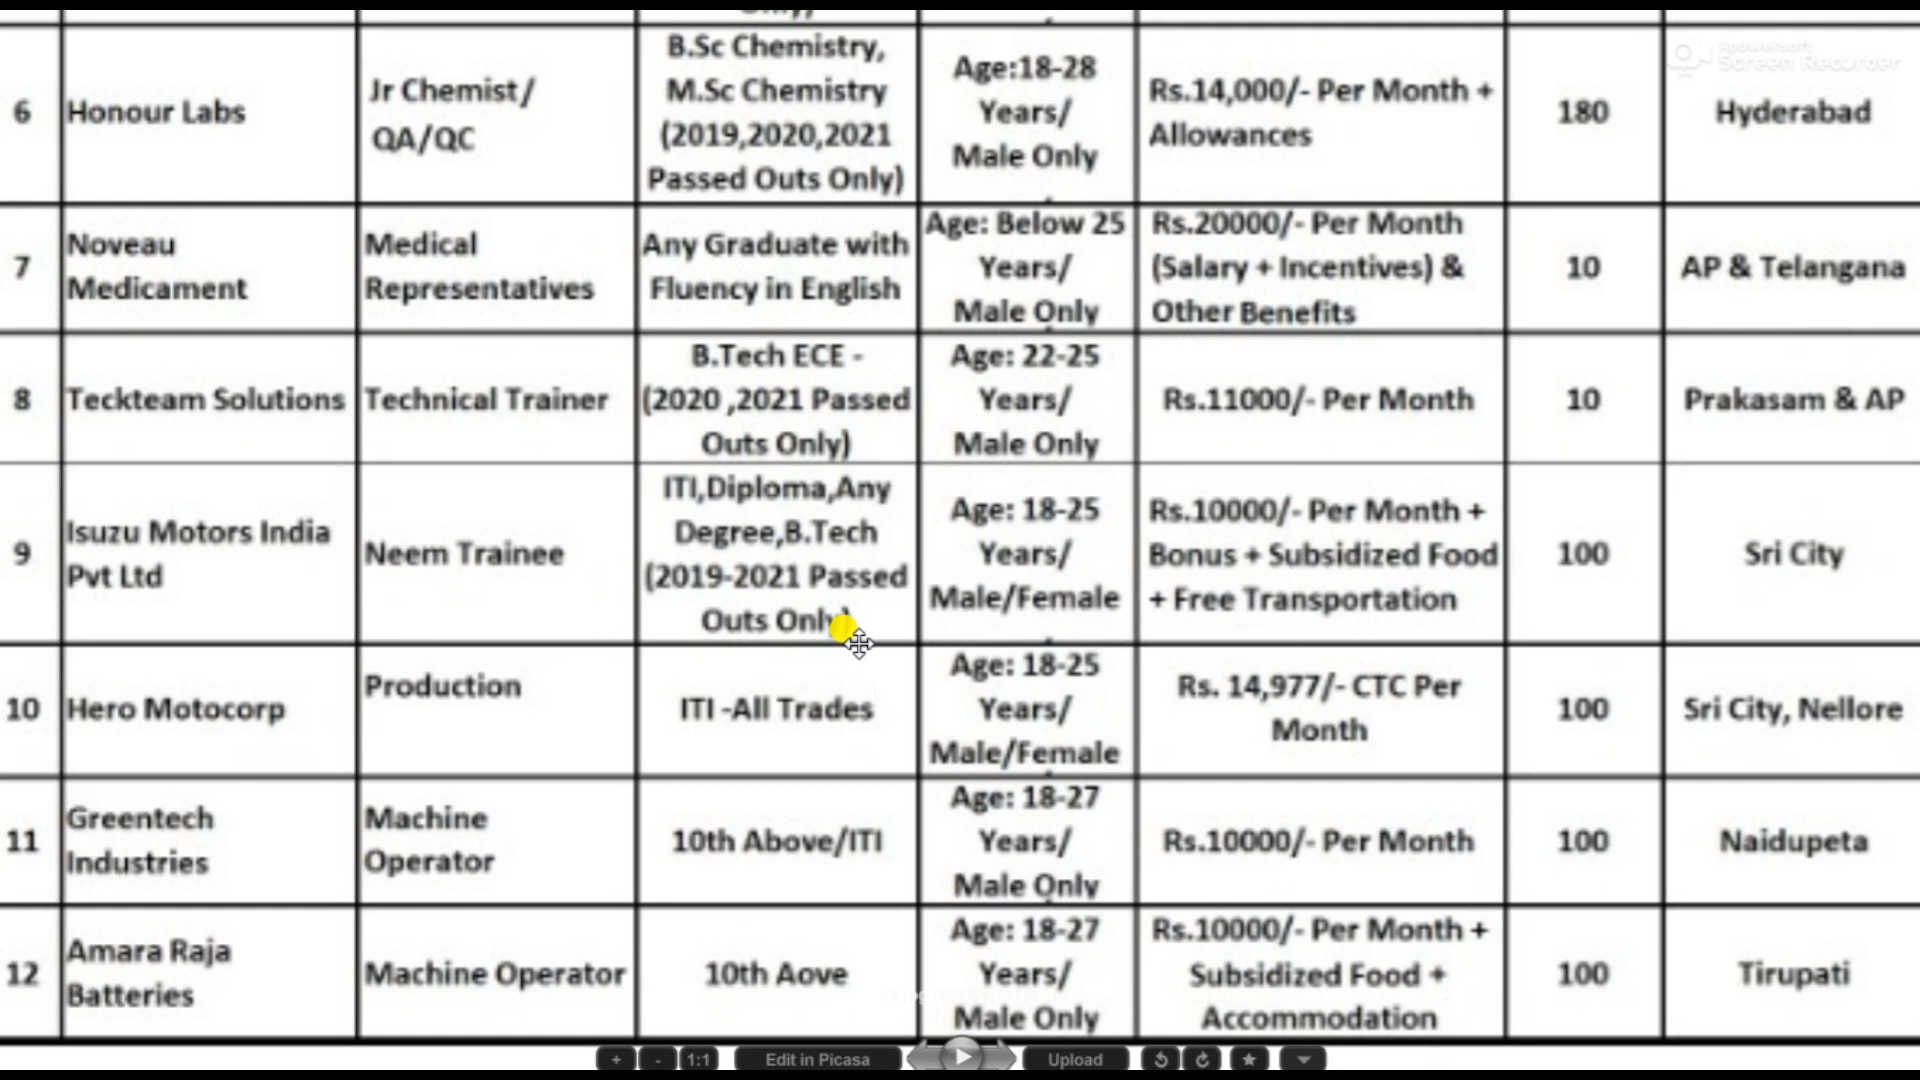 6
Honour Labs
Jr Chemist/
QA/QC
B.Sc Chemistry,
M.Sc Chemistry
(2019,2020,2021
Passed Outs Only)
Age:18-28
Years/
Male Only
Rs.14,000/- Per Month +
Allowances
180
Hyderabad
Apowersoft
Screen Recorder
7
Noveau
Medicament
Medical
Representatives
Any Graduate with
Fluency in English
Age: Below 25
Years/
Male Only
Rs.20000/- Per Month
(Salary + Incentives) &
Other Benefits
10
AP & Telangana
8
Teckteam Solutions
Technical Trainer
B.Tech ECE -
(2020 ,2021 Passed
Outs Only)
Age: 22-25
Years/
Male Only
Rs.11000/- Per Month
10
Prakasam & AP
9
Isuzu Motors India
Pvt Ltd
Neem Trainee
ITI,Diploma,Any
Degree,B.Tech
(2019-2021 Passed
Outs Only)
Age: 18-25
Years/
Male/Female
Rs.10000/- Per Month +
Bonus + Subsidized Food
+ Free Transportation
100
Sri City
10
Hero Motocorp
Production
ITI -All Trades
Age: 18-25
Years/
Male/Female
Rs. 14,977/- CTC Per
Month
100
Sri City, Nellore
11
Greentech
Industries
Machine
Operator
10th Above/ITI
Age: 18-27
Years/
Male Only
Rs.10000/- Per Month
100
Naidupeta
12
Amara Raja
Batteries
Machine Operator
10th Aove
Age: 18-27
Years/
Male Only
Rs.10000/- Per Month +
Subsidized Food +
Accommodation
100
Tirupati
+ - 1:1 Edit in Picasa Upload